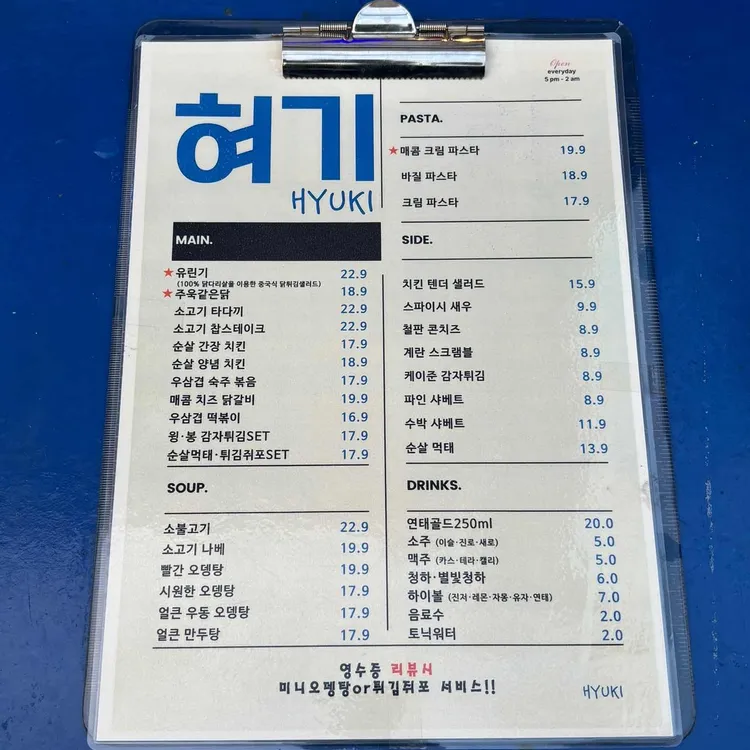 혀기
HYUKI
Open
everyday
5 pm - 2 am
MAIN.
★유린기 22.9
(100% 닭다리살을 이용한 중국식 닭튀김샐러드)
★주욱같은닭 18.9
소고기 타다끼 22.9
소고기 찹스테이크 22.9
순살 간장 치킨 17.9
순살 양념 치킨 18.9
우삼겹 숙주 볶음 17.9
매콤 치즈 닭갈비 19.9
우삼겹 떡볶이 16.9
윙·봉 감자튀김SET 17.9
순살먹태·튀김쥐포SET 17.9
SOUP.
소불고기 22.9
소고기 나베 19.9
빨간 오뎅탕 19.9
시원한 오뎅탕 17.9
얼큰 우동 오뎅탕 17.9
얼큰 만두탕 17.9
PASTA.
★매콤 크림 파스타 19.9
바질 파스타 18.9
크림 파스타 17.9
SIDE.
치킨 텐더 샐러드 15.9
스파이시 새우 9.9
철판 콘치즈 8.9
계란 스크램블 8.9
케이준 감자튀김 8.9
파인 샤베트 8.9
수박 샤베트 11.9
순살 먹태 13.9
DRINKS.
연태골드250ml 20.0
소주 (이슬·진로·새로) 5.0
맥주 (카스·테라·켈리) 5.0
청하·별빛청하 6.0
하이볼 (진저·레몬·자몽·유자·연태) 7.0
음료수 2.0
토닉워터 2.0
영수증 리뷰시
미니오뎅탕or튀김쥐포 서비스!!
HYUKI